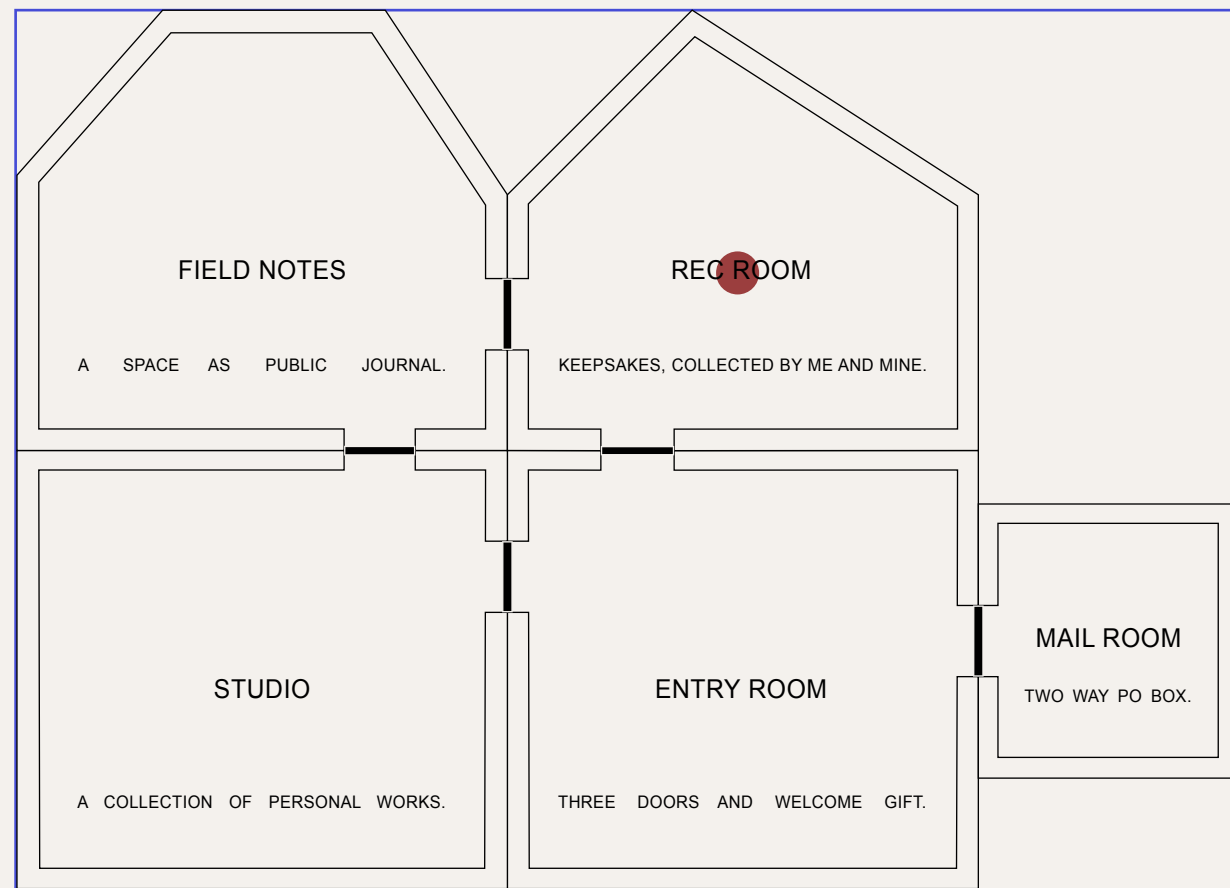 FIELD NOTES
A SPACE AS PUBLIC JOURNAL.
REC ROOM
KEEPSAKES, COLLECTED BY ME AND MINE.
STUDIO
A COLLECTION OF PERSONAL WORKS.
ENTRY ROOM
THREE DOORS AND WELCOME GIFT.
MAIL ROOM
TWO WAY PO BOX.